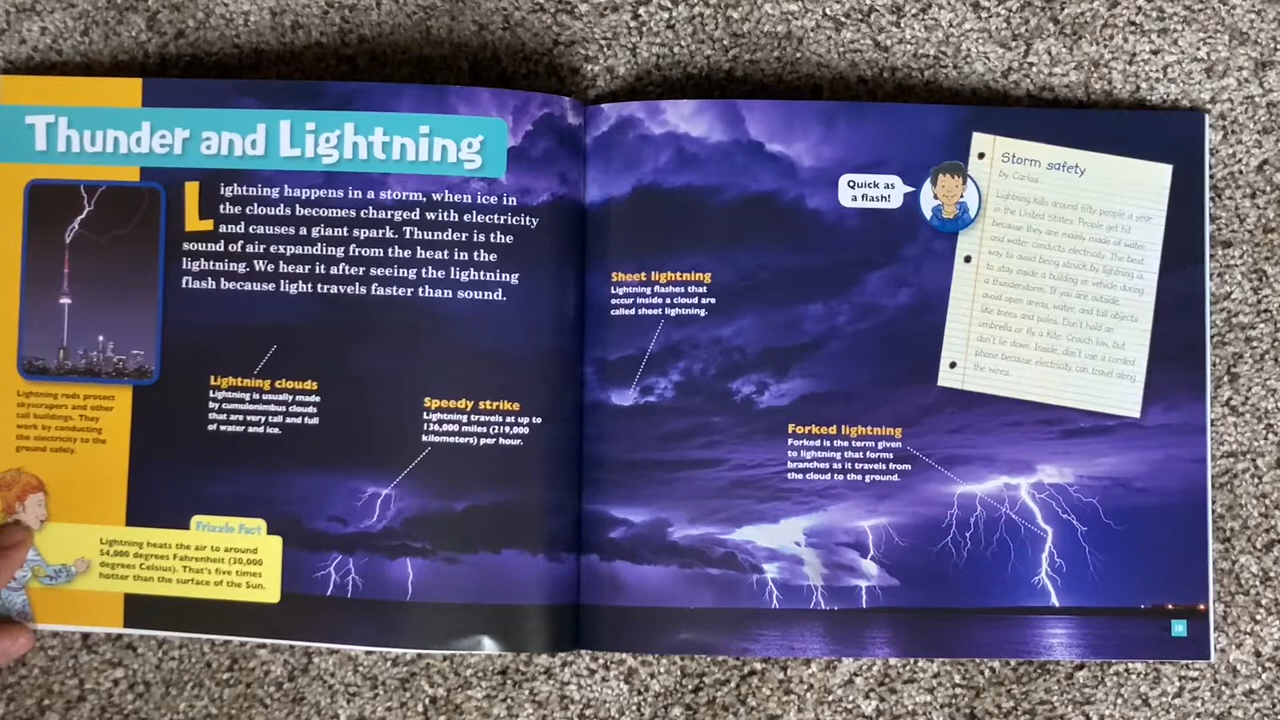 Thunder and Lightning
Lightning happens in a storm, when ice in
the clouds becomes charged with electricity
and causes a giant spark. Thunder is the
sound of air expanding from the heat in the
lightning. We hear it after seeing the lightning
flash because light travels faster than sound.
Lightning rods protect
skyscrapers and other
tall buildings. They
work by conducting
the electricity to the
ground safely.
Lightning clouds
Lightning is usually made
by cumulonimbus clouds
that are very tall and full
of water and ice.
Speedy strike
Lightning travels at up to
136,000 miles (219,000
kilometers) per hour.
Frizzle Fact
Lightning heats the air to around
54,000 degrees Fahrenheit (30,000
degrees Celsius). That's five times
hotter than the surface of the Sun.
Sheet lightning
Lightning flashes that
occur inside a cloud are
called sheet lightning.
Forked lightning
Forked is the term given
to lightning that forms
branches as it travels from
the cloud to the ground.
Quick as
a flash!
Storm safety
by Carlos
Lightning kills around fifty people a year
in the United States. People get hit
because they are mainly made of water,
and water conducts electricity. The best
way to avoid being struck by lightning is
to stay inside a building or vehicle during
a thunderstorm. If you are outside,
avoid open areas, water, and tall objects
like trees and poles. Don't hold an
umbrella or fly a kite. Crouch low, but
don't lie down. Inside, don't use a corded
phone because electricity can travel along
the wires.